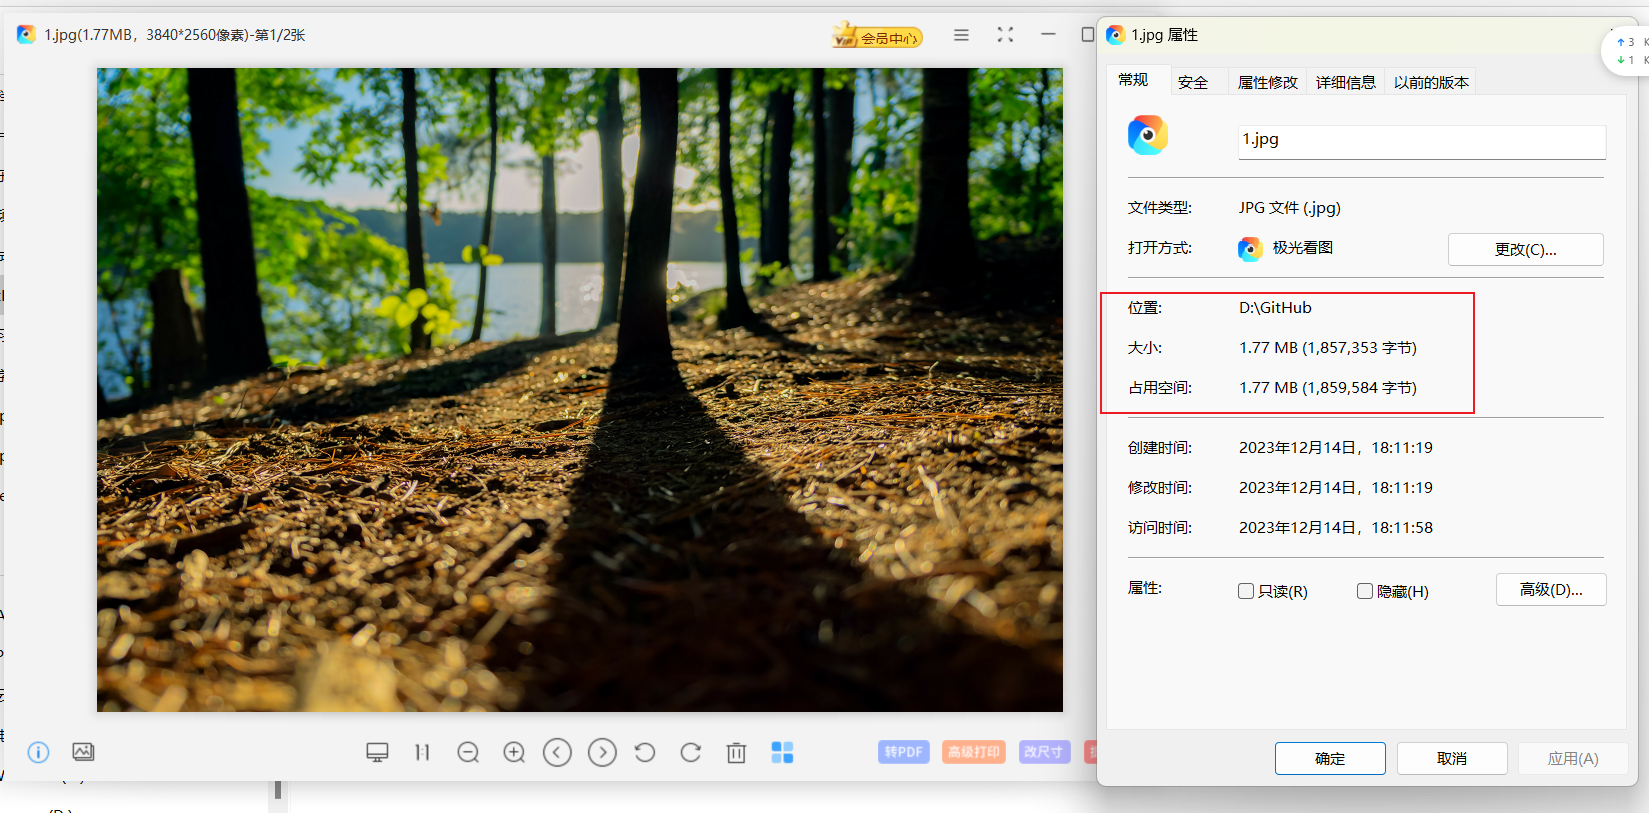 1.jpg(1.77MB，3840*2560像素)-第1/2张
VIP 会员中心
1:1
转PDF
高级打印
改尺寸
1.jpg 属性
3 K
1 K
常规
安全
属性修改
详细信息
以前的版本
1.jpg
文件类型:
JPG 文件 (.jpg)
打开方式:
极光看图
更改(C)...
位置:
D:\GitHub
大小:
1.77 MB (1,857,353 字节)
占用空间:
1.77 MB (1,859,584 字节)
创建时间:
2023年12月14日，18:11:19
修改时间:
2023年12月14日，18:11:19
访问时间:
2023年12月14日，18:11:58
属性:
只读(R)
隐藏(H)
高级(D)...
确定
取消
应用(A)